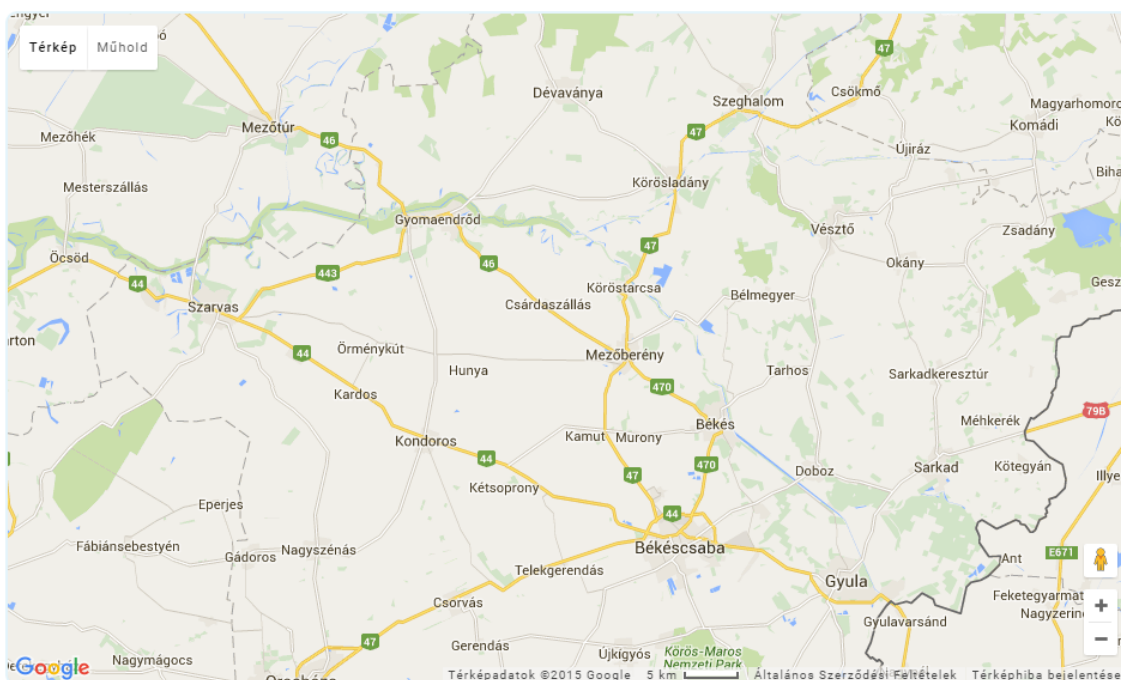 Térkép
Műhold
47
Dévaványa
Szeghalom
Csökmő
Magyarhomoro
Komádi
Mezőtúr
46
47
Mezőhék
Újiráz
Mesterszállás
Körösladány
Gyomaendrőd
Vésztő
Zsadány
47
Öcsöd
46
Okány
443
44
Szarvas
Csárdaszállás
Köröstarcsa
Bélmegyer
Örménykút
44
Mezőberény
Hunya
Tarhos
Sarkadkeresztúr
470
Kardos
79B
Méhkerék
Békés
Kondoros
Kamut
Murony
44
47
470
Doboz
Sarkad
Kötegyán
Kétsoprony
Eperjes
44
Fábiánsebestyén
Gádoros
Nagyszénás
Békéscsaba
E671
Ant
Telekgerendás
Gyula
Csorvás
Feketegyarmat
Gyulavarsánd
47
Gerendás
Újkígyós
Körös-Maros
Nemzeti Park
Nagymágocs
Google
Térképadatok ©2015 Google
5 km
Általános Szerződési Feltételek
Térképhiba bejelentése